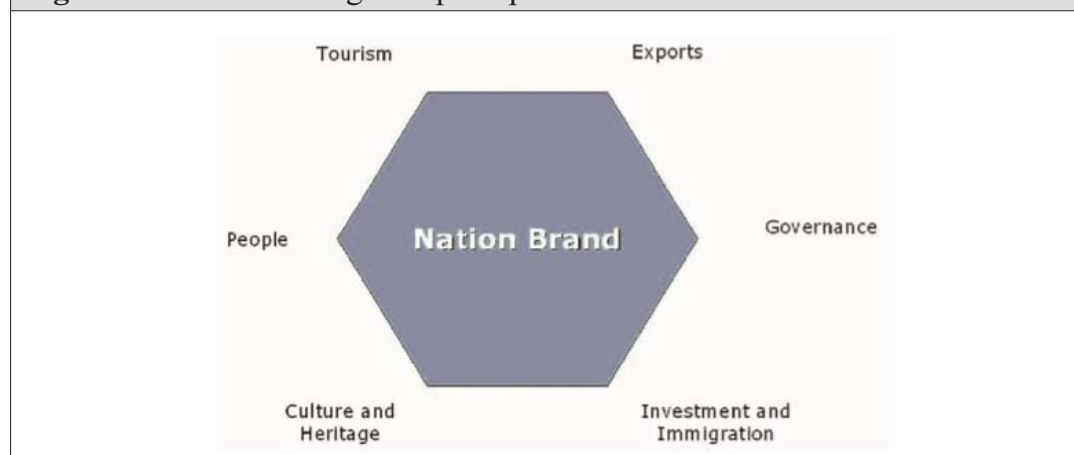 Tourism
Exports
People
Nation Brand
Governance
Culture and
Heritage
Investment and
Immigration